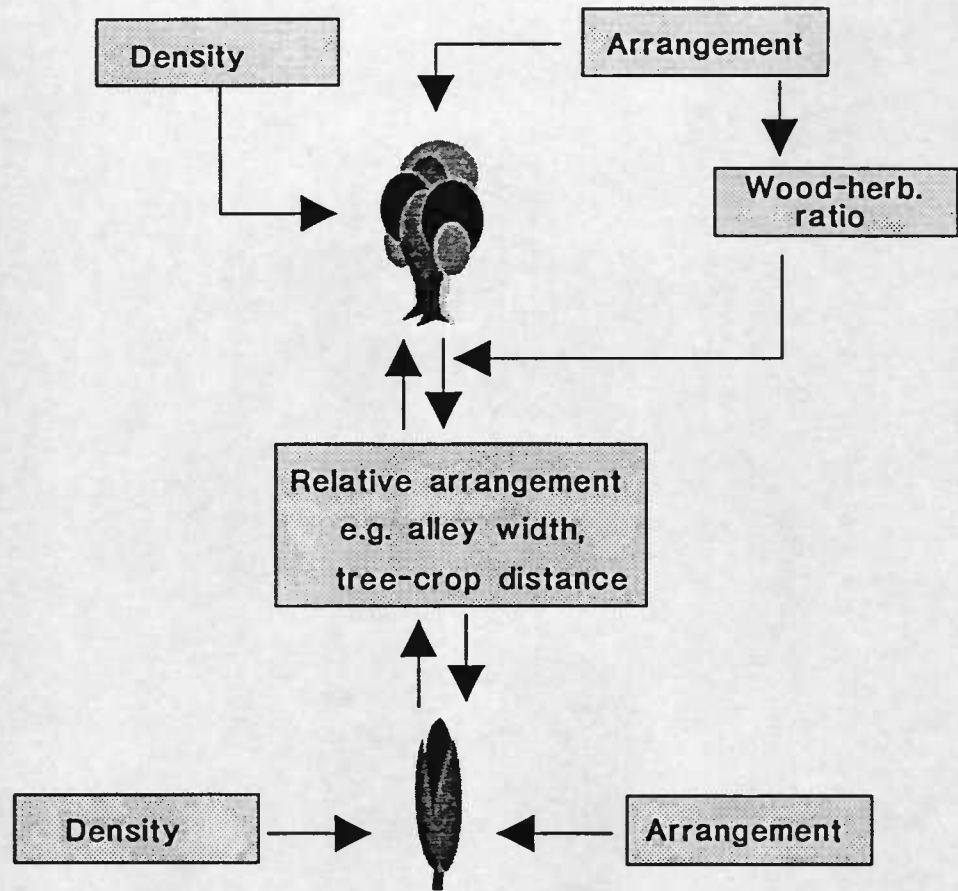 Density
Arrangement
Wood-herb.
ratio
Relative arrangement
e.g. alley width,
tree-crop distance
Density
Arrangement